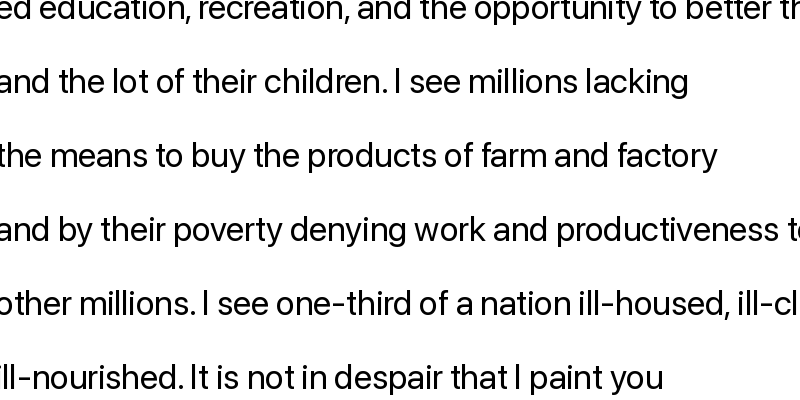 ed education, recreation, and the opportunity to better th
and the lot of their children. I see millions lacking
the means to buy the products of farm and factory
and by their poverty denying work and productiveness to
other millions. I see one-third of a nation ill-housed, ill-cl
ill-nourished. It is not in despair that I paint you